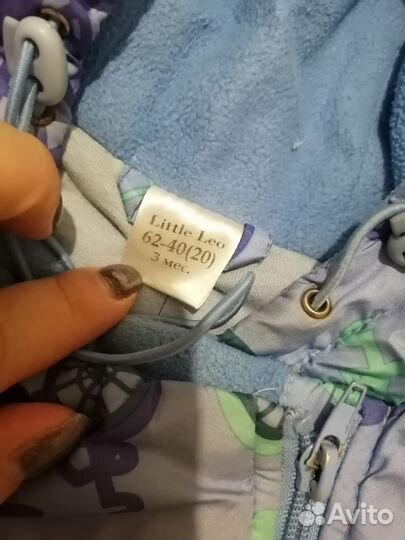 Little Leo
62-40(20)
3 мес.
Avito